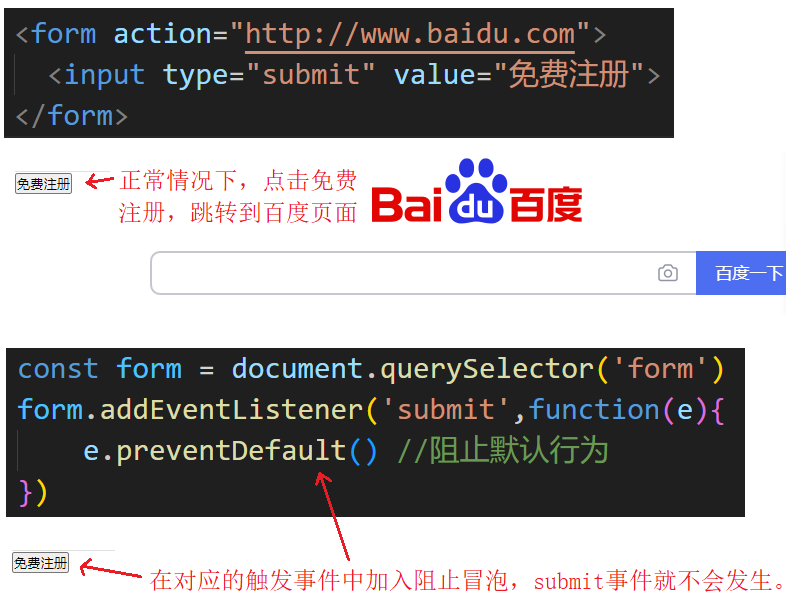 <form action="http://www.baidu.com">
<input type="submit" value="免费注册">
</form>
免费注册
正常情况下，点击免费
注册，跳转到百度页面
Bai du 百度
百度一下
const form = document.querySelector('form')
form.addEventListener('submit',function(e){
e.preventDefault() //阻止默认行为
})
免费注册
在对应的触发事件中加入阻止冒泡，submit事件就不会发生。